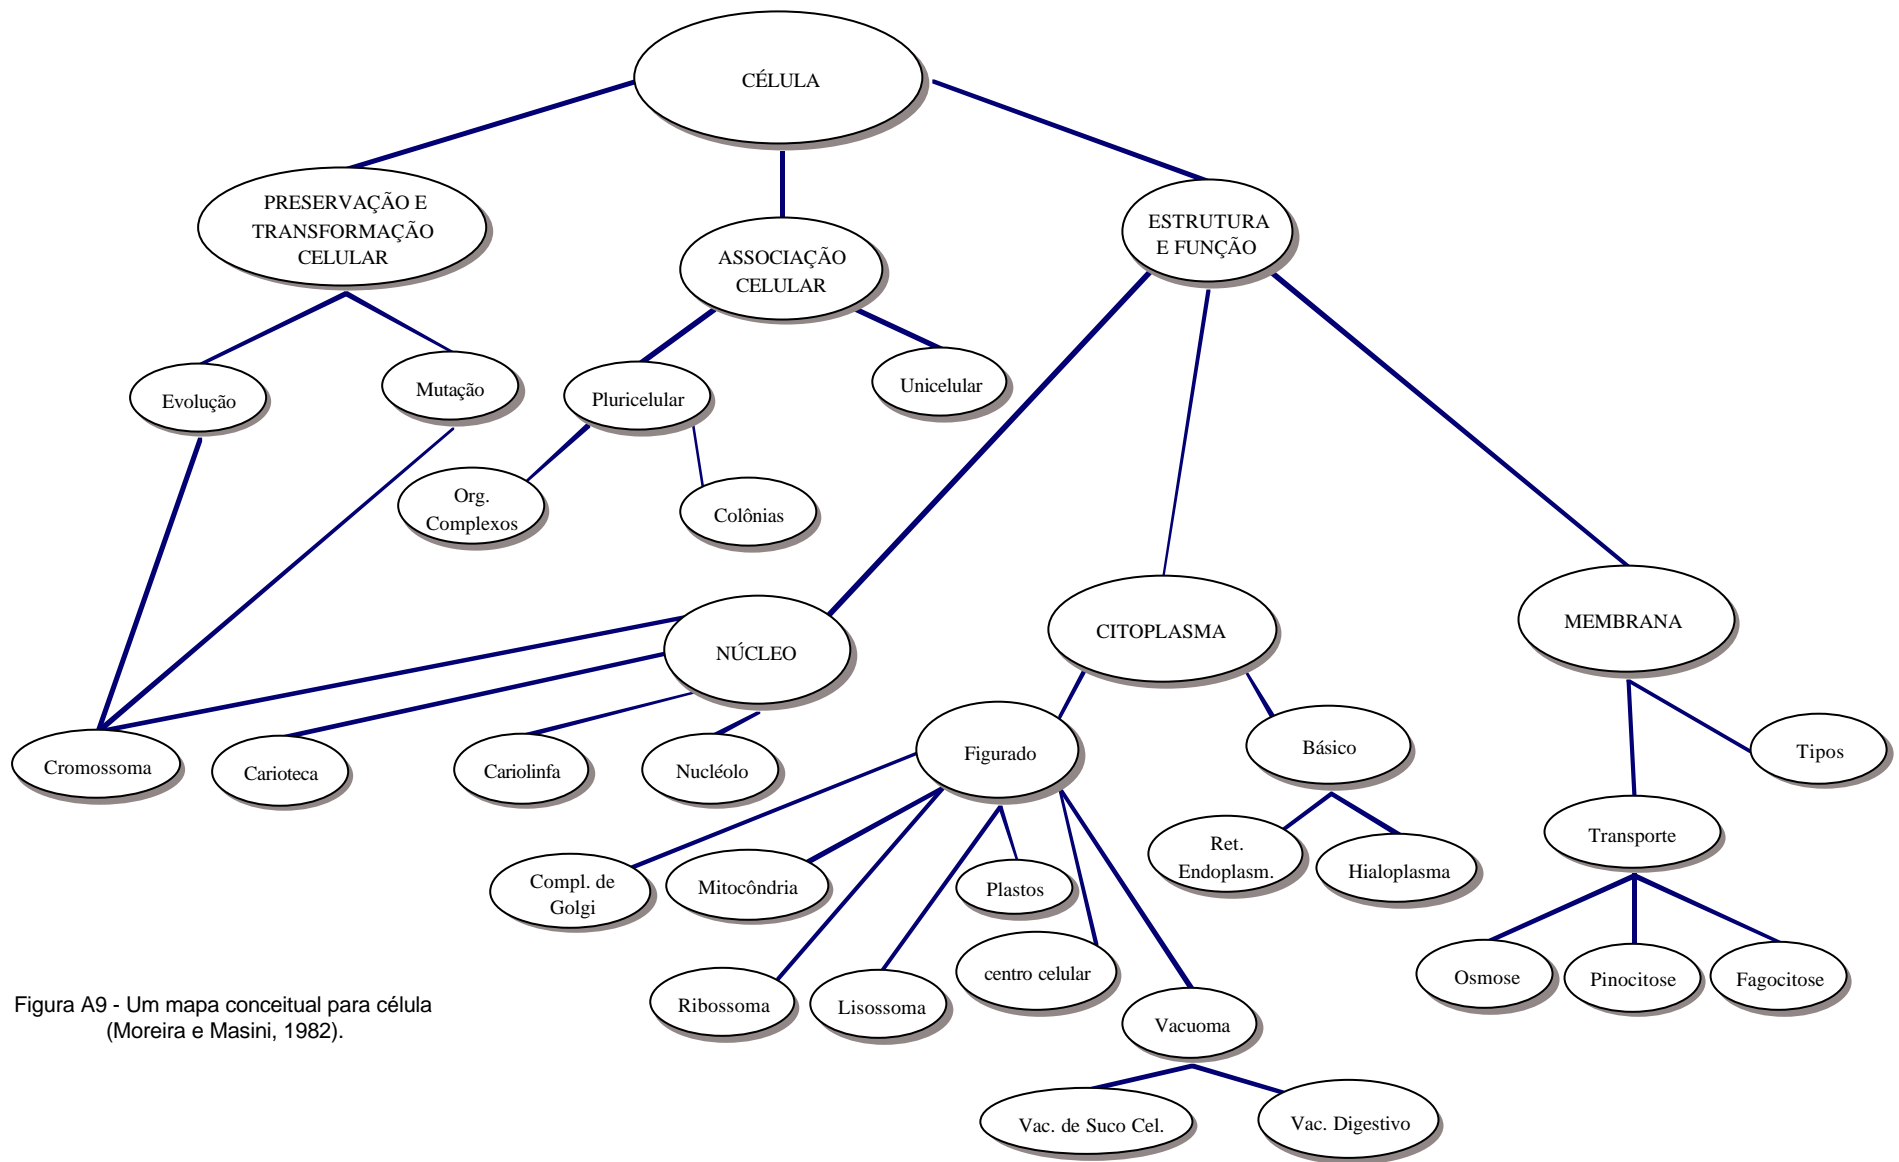 CÉLULA
PRESERVAÇÃO E
TRANSFORMAÇÃO
CELULAR
ASSOCIAÇÃO
CELULAR
ESTRUTURA
E FUNÇÃO
Evolução
Mutação
Pluricelular
Unicelular
Org.
Complexos
Colônias
NÚCLEO
CITOPLASMA
MEMBRANA
Cromossoma
Carioteca
Cariolinfa
Nucléolo
Figurado
Básico
Tipos
Transporte
Compl. de
Golgi
Mitocôndria
Plastos
Ret.
Endoplasm.
Hialoplasma
Ribossoma
Lisossoma
centro celular
Vacuoma
Osmose
Pinocitose
Fagocitose
Vac. de Suco Cel.
Vac. Digestivo
Figura A9 - Um mapa conceitual para célula
(Moreira e Masini, 1982).